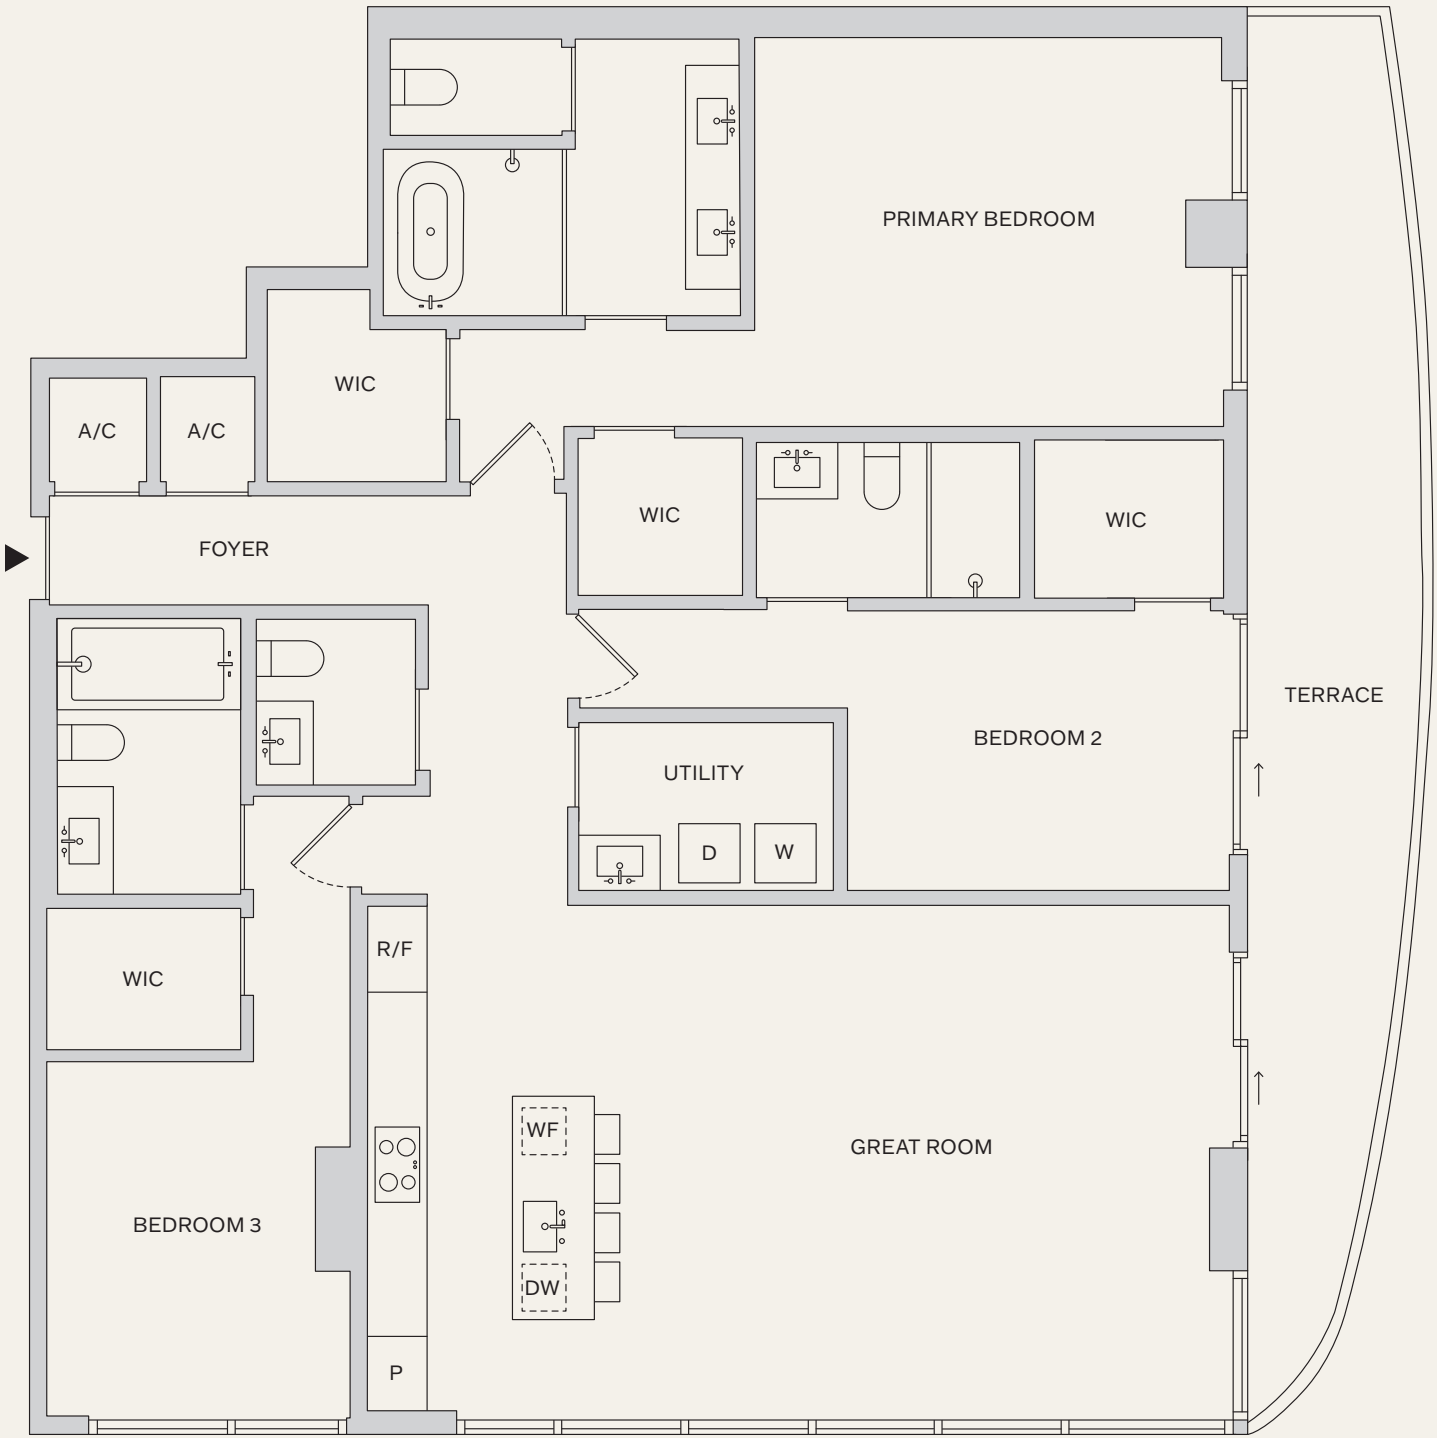 PRIMARY BEDROOM
WIC
A/C
A/C
WIC
WIC
FOYER
TERRACE
BEDROOM 2
UTILITY
D
W
R/F
WIC
WF
GREAT ROOM
BEDROOM 3
DW
P